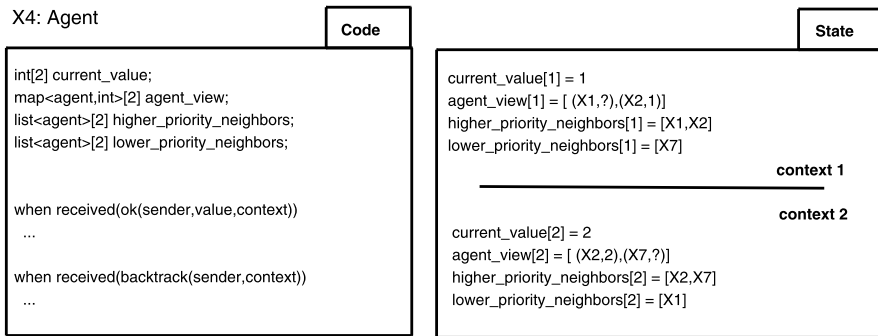 X4: Agent
Code
int[2] current_value;
map<agent,int>[2] agent_view;
list<agent>[2] higher_priority_neighbors;
list<agent>[2] lower_priority_neighbors;
when received(ok(sender,value,context))
...
when received(backtrack(sender,context))
...
State
current_value[1] = 1
agent_view[1] = [ (X1,?),(X2,1)]
higher_priority_neighbors[1] = [X1,X2]
lower_priority_neighbors[1] = [X7]
context 1
context 2
current_value[2] = 2
agent_view[2] = [ (X2,2),(X7,?)]
higher_priority_neighbors[2] = [X2,X7]
lower_priority_neighbors[2] = [X1]